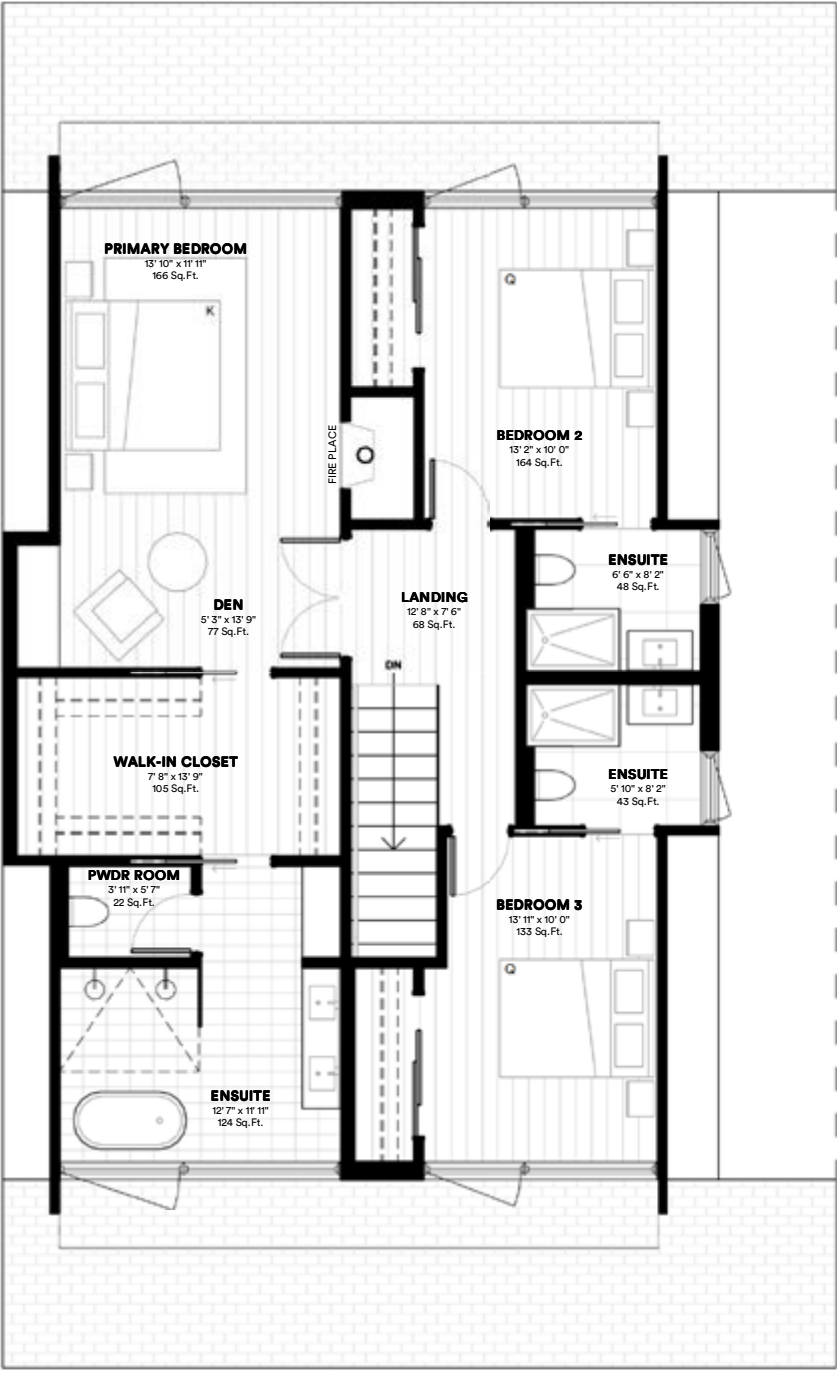 PRIMARY BEDROOM
13' 10" x 11' 11"
166 Sq.Ft.
K
Q
FIRE PLACE
BEDROOM 2
13' 2" x 10' 0"
164 Sq.Ft.
ENSUITE
6' 6" x 8' 2"
48 Sq.Ft.
DEN
5' 3" x 13' 9"
77 Sq.Ft.
LANDING
12' 8" x 7' 6"
68 Sq.Ft.
DN
WALK-IN CLOSET
7' 8" x 13' 9"
105 Sq.Ft.
ENSUITE
5' 10" x 8' 2"
43 Sq.Ft.
PWDR ROOM
3' 11" x 5' 7"
22 Sq.Ft.
BEDROOM 3
13' 11" x 10' 0"
133 Sq.Ft.
Q
ENSUITE
12' 7" x 11' 11"
124 Sq.Ft.